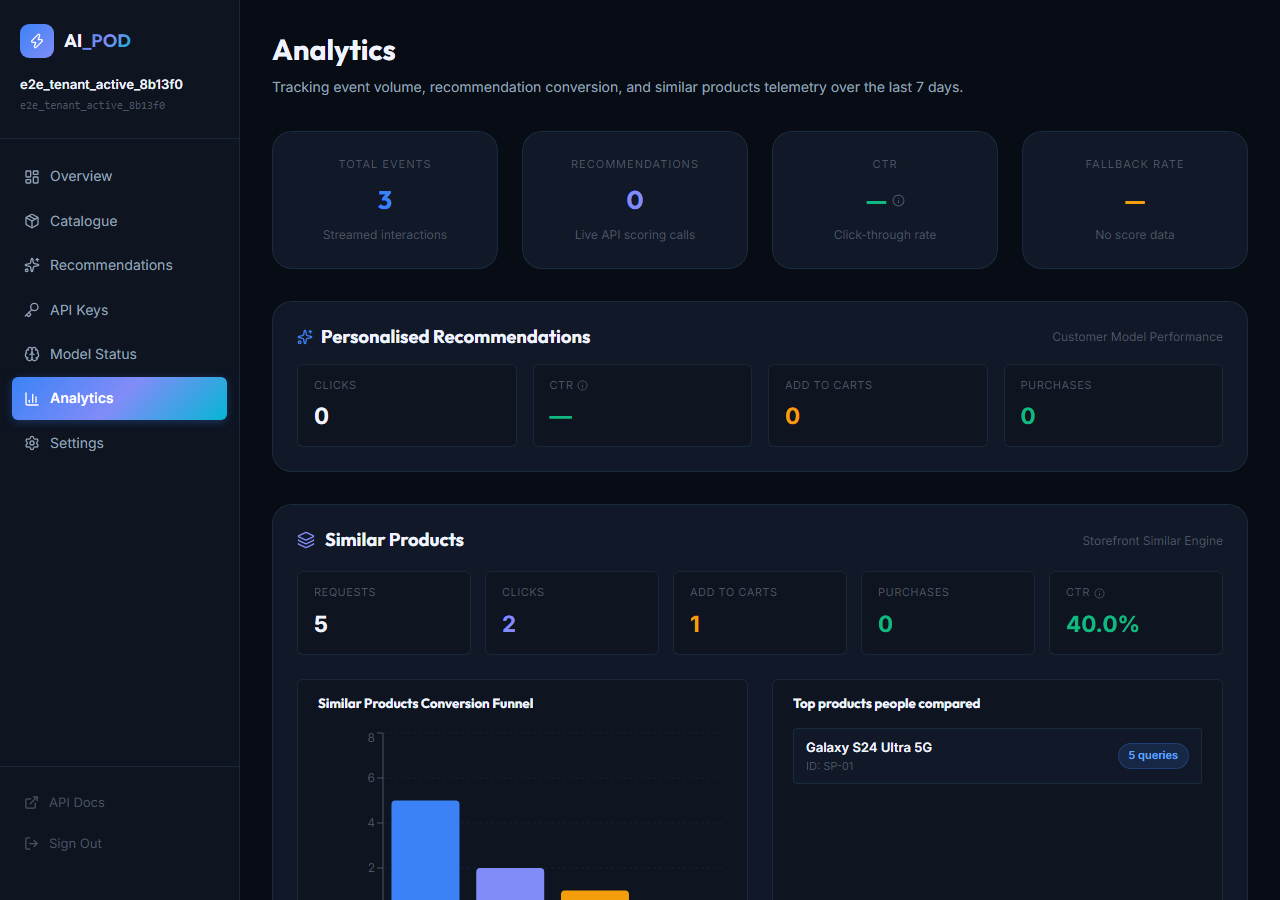 AI_POD
e2e_tenant_active_8b13f0
e2e_tenant_active_8b13f0
Overview
Catalogue
Recommendations
API Keys
Model Status
Analytics
Settings
API Docs
Sign Out
Analytics
Tracking event volume, recommendation conversion, and similar products telemetry over the last 7 days.
TOTAL EVENTS
3
Streamed interactions
RECOMMENDATIONS
0
Live API scoring calls
CTR
—
Click-through rate
FALLBACK RATE
—
No score data
Personalised Recommendations
Customer Model Performance
CLICKS
0
CTR
—
ADD TO CARTS
0
PURCHASES
0
Similar Products
Storefront Similar Engine
REQUESTS
5
CLICKS
2
ADD TO CARTS
1
PURCHASES
0
CTR
40.0%
Similar Products Conversion Funnel
8
6
4
2
Top products people compared
Galaxy S24 Ultra 5G
ID: SP-01
5 queries